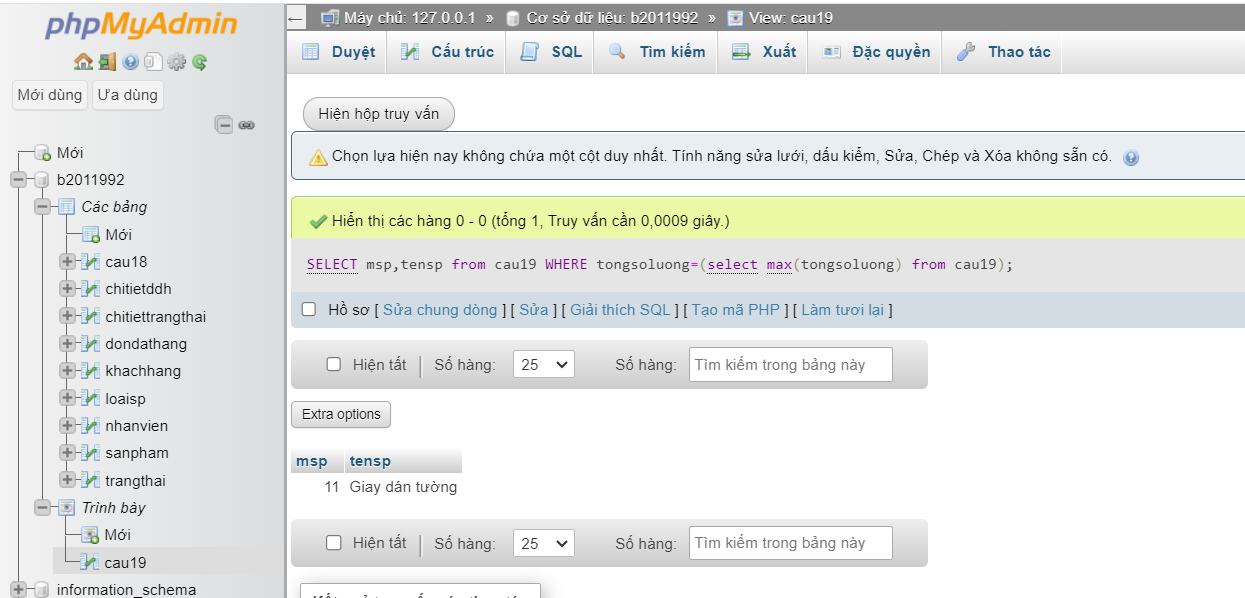 phpMyAdmin
Mới dùng Ưa dùng
Mới
b2011992
Các bảng
Mới
cau18
chitietddh
chitiettrangthai
dondathang
khachhang
loaisp
nhanvien
sanpham
trangthai
Trình bày
Mới
cau19
information_schema
Máy chủ: 127.0.0.1 » Cơ sở dữ liệu: b2011992 » View: cau19
Duyệt Cấu trúc SQL Tìm kiếm Xuất Đặc quyền Thao tác
Hiện hộp truy vấn
Chọn lựa hiện nay không chứa một cột duy nhất. Tính năng sửa lưới, dấu kiểm, Sửa, Chép và Xóa không sẵn có.
Hiển thị các hàng 0 - 0 (tổng 1, Truy vấn cần 0,0009 giây.)
SELECT msp,tensp from cau19 WHERE tongsoluong=(select max(tongsoluong) from cau19);
Hồ sơ [ Sửa chung dòng ] [ Sửa ] [ Giải thích SQL ] [ Tạo mã PHP ] [ Làm tươi lại ]
Hiện tất Số hàng: 25 Số hàng: Tìm kiếm trong bảng này
Extra options
msp tensp
11 Giay dán tường
Hiện tất Số hàng: 25 Số hàng: Tìm kiếm trong bảng này